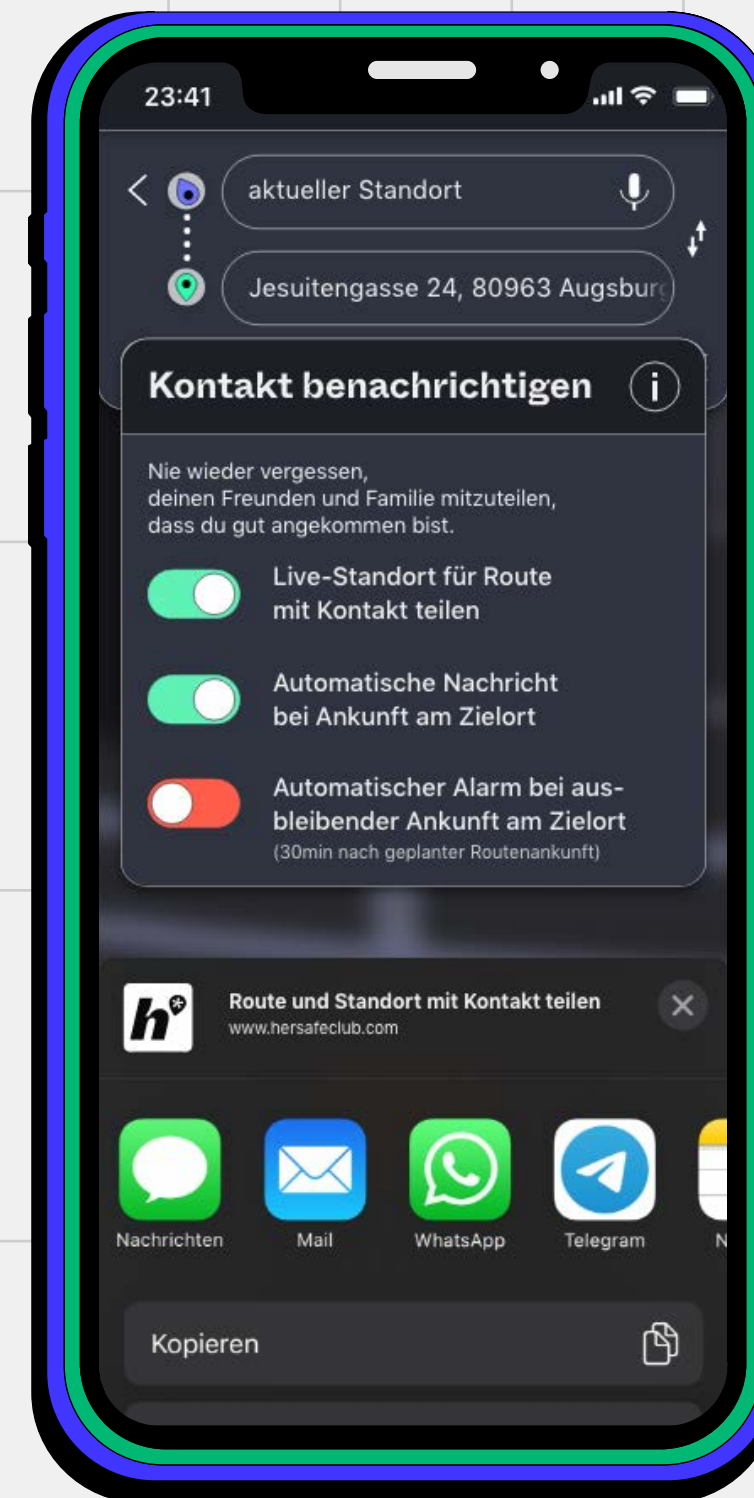 23:41
aktueller Standort
Jesuitengasse 24, 80963 Augsburg
Kontakt benachrichtigen i
Nie wieder vergessen,
deinen Freunden und Familie mitzuteilen,
dass du gut angekommen bist.
Live-Standort für Route
mit Kontakt teilen
Automatische Nachricht
bei Ankunft am Zielort
Automatischer Alarm bei aus-
bleibender Ankunft am Zielort
(30min nach geplanter Routenankunft)
h
Route und Standort mit Kontakt teilen
www.hersafeclub.com
Nachrichten Mail WhatsApp Telegram N
Kopieren